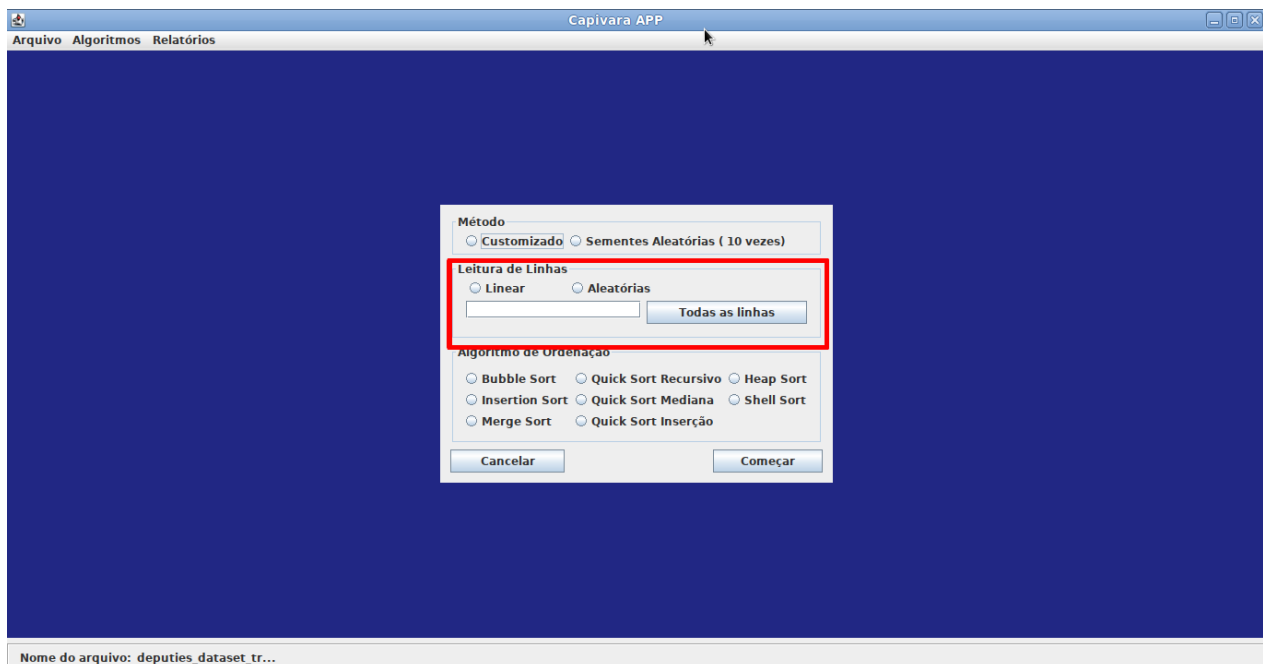 Capivara APP
Arquivo Algoritmos Relatórios
Método
Customizado Sementes Aleatórias ( 10 vezes)
Leitura de Linhas
Linear Aleatórias
Todas as linhas
Algoritmo de Ordenação
Bubble Sort Quick Sort Recursivo Heap Sort
Insertion Sort Quick Sort Mediana Shell Sort
Merge Sort Quick Sort Inserção
Cancelar Começar
Nome do arquivo: deputies_dataset_tr...